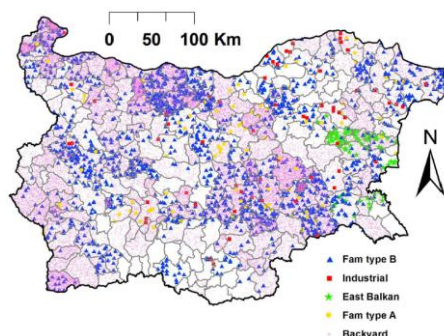 0 50 100 Km
N
Fam type B
Industrial
East Balkan
Fam type A
Backyard